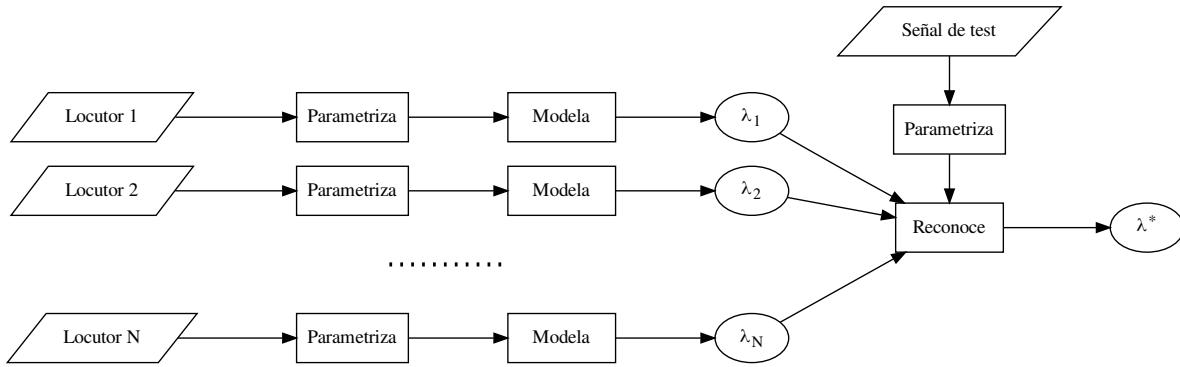 Señal de test
Locutor 1 Parametriza Modela λ1 Parametriza
Locutor 2 Parametriza Modela λ2 Reconoce λ*
Locutor N Parametriza Modela λN